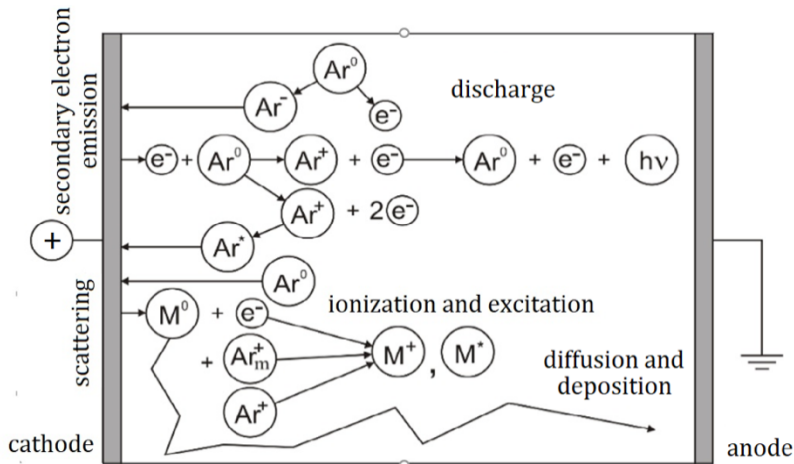 secondary electron
emission
Ar⁰
Ar⁻
e⁻
discharge
e⁻ + Ar⁰ Ar⁺ + e⁻ Ar⁰ + e⁻ + hν
Ar⁺ + 2e⁻
+
Ar*
Ar⁰
scattering
M⁰ + e⁻
ionization and excitation
+ Ar⁺ₘ
M⁺ , M*
Ar⁺
diffusion and
deposition
cathode
anode